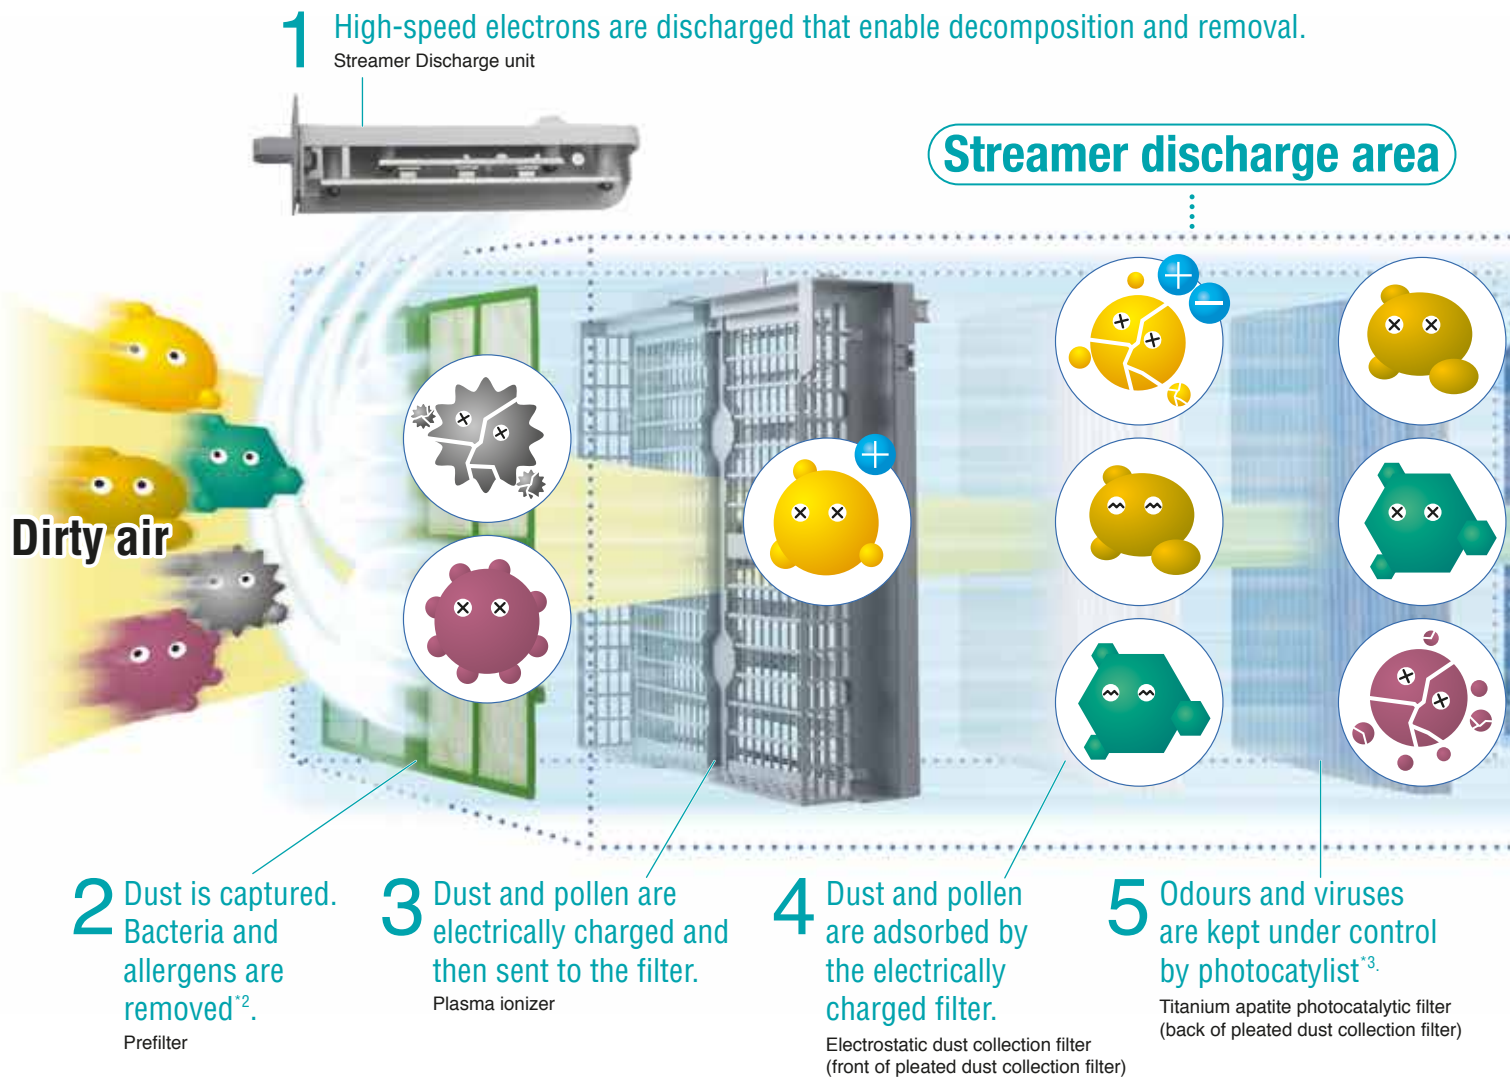 1 High-speed electrons are discharged that enable decomposition and removal.
Streamer Discharge unit
Streamer discharge area
+
−
+
Dirty air
2 Dust is captured.
Bacteria and
allergens are
removed*2.
Prefilter
3 Dust and pollen are
electrically charged and
then sent to the filter.
Plasma ionizer
4 Dust and pollen
are adsorbed by
the electrically
charged filter.
Electrostatic dust collection filter
(front of pleated dust collection filter)
5 Odours and viruses
are kept under control
by photocatylist*3.
Titanium apatite photocatalytic filter
(back of pleated dust collection filter)